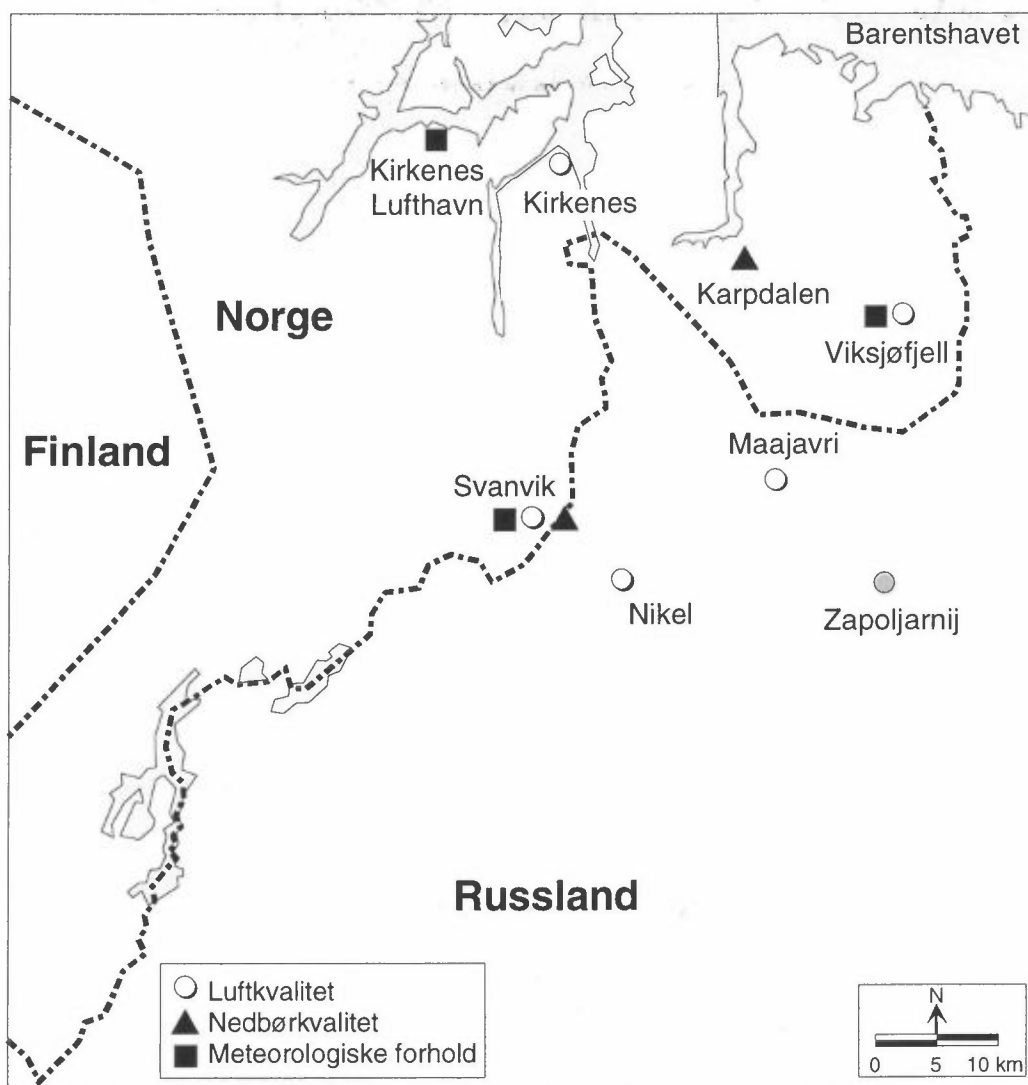 Barentshavet
Kirkenes
Lufthavn
Kirkenes
Norge
Karpdalen
Viksjøfjell
Finland
Maajavri
Svanvik
Nikel
Zapoljarnij
Russland
Luftkvalitet
Nedbørkvalitet
Meteorologiske forhold
N
0 5 10 km